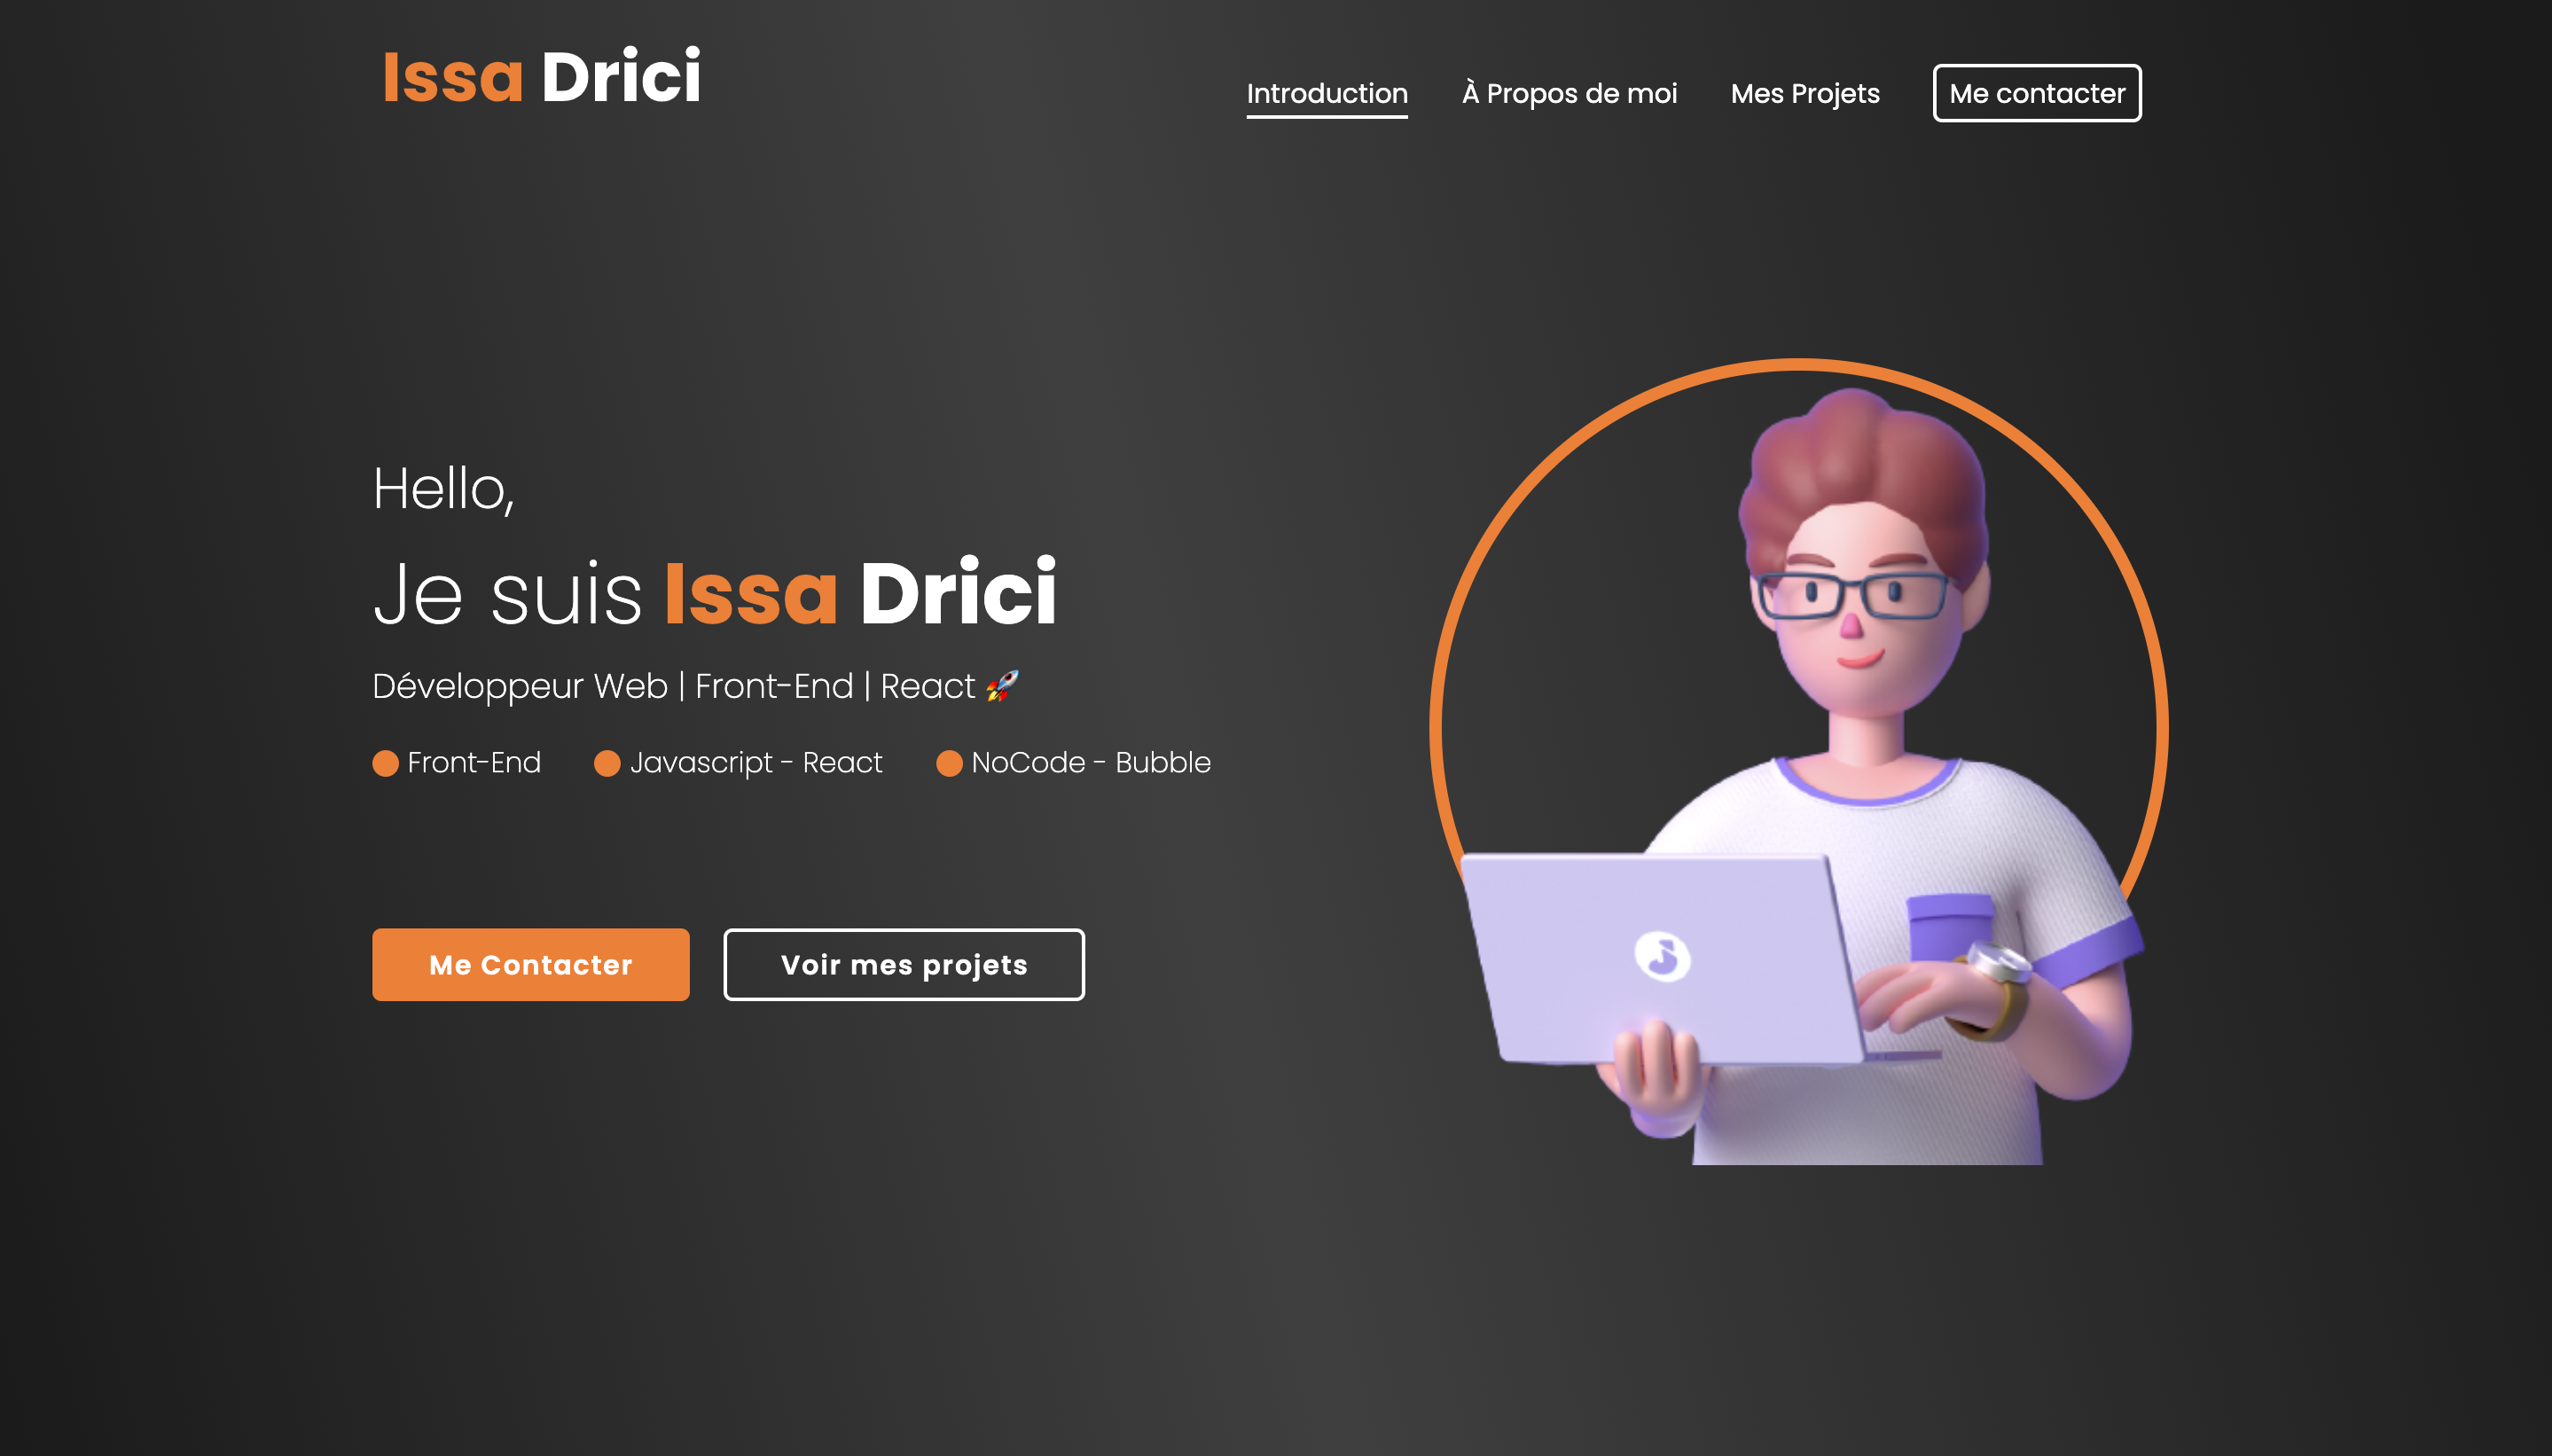 Issa Drici
Introduction À Propos de moi Mes Projets Me contacter
Hello,
Je suis Issa Drici
Développeur Web | Front-End | React 🚀
Front-End Javascript - React NoCode - Bubble
Me Contacter Voir mes projets